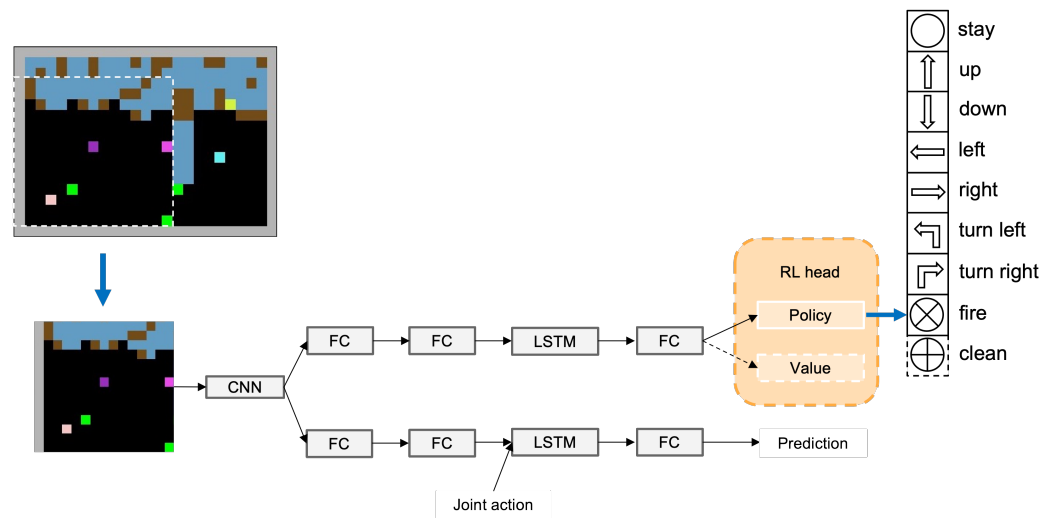 stay
up
down
left
right
turn left
turn right
fire
clean
RL head
Policy
Value
FC
FC
LSTM
FC
CNN
FC
FC
LSTM
FC
Prediction
Joint action